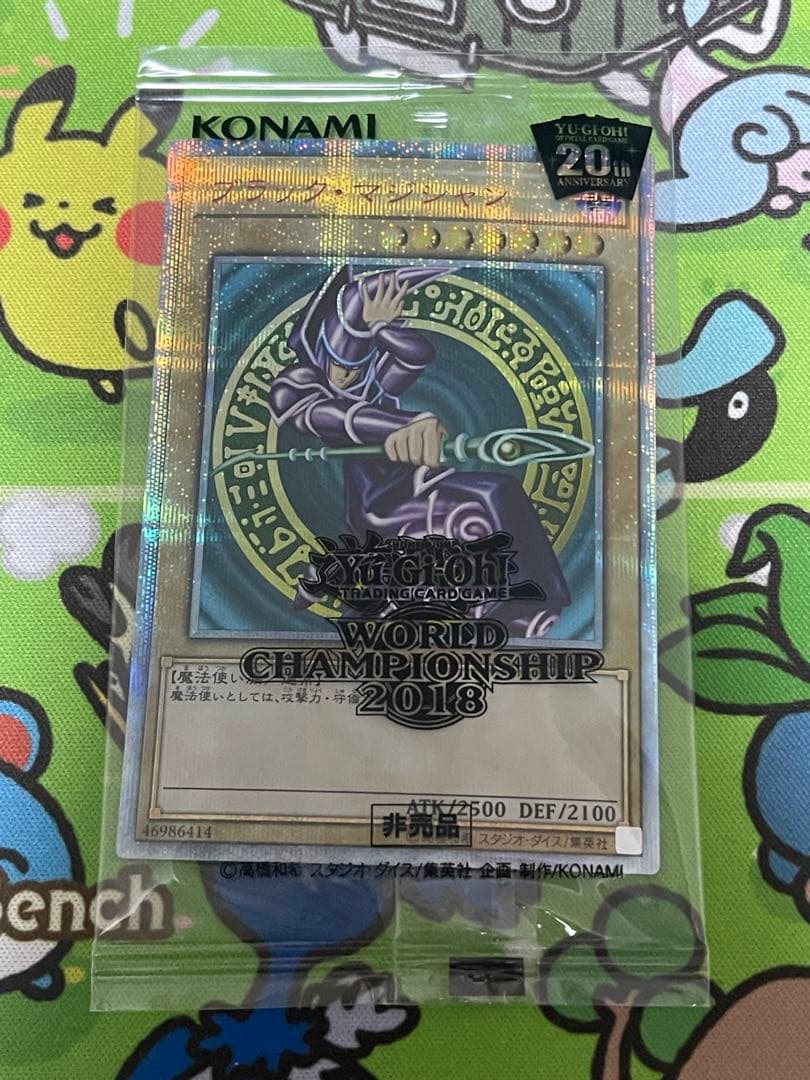 KONAMI
YU-GI-OH!
OFFICIAL CARD GAME
20th
ANNIVERSARY
ブラック・マジシャン
Yu-Gi-Oh!
TRADING CARD GAME
WORLD
CHAMPIONSHIP
2018
【魔法使い族
魔法使いとしては、攻撃力・守備
ATK/2500 DEF/2100
非売品
46986414
スタジオ・ダイス/集英社
©高橋和希 スタジオ・ダイス/集英社 企画・制作/KONAMI
ench